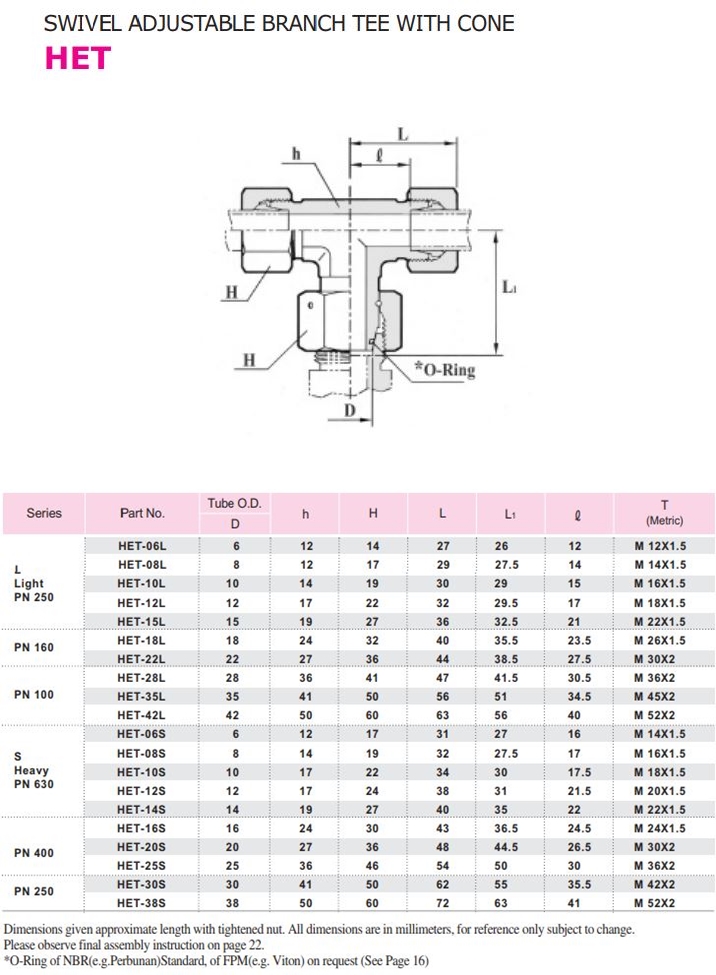 SWIVEL ADJUSTABLE BRANCH TEE WITH CONE
HET
L
h
ℓ
H
L1
H
*O-Ring
D
Series Part No. Tube O.D. D h H L L1 ℓ T (Metric)
L Light PN 250
HET-06L 6 12 14 27 26 12 M 12X1.5
HET-08L 8 12 17 29 27.5 14 M 14X1.5
HET-10L 10 14 19 30 29 15 M 16X1.5
HET-12L 12 17 22 32 29.5 17 M 18X1.5
HET-15L 15 19 27 36 32.5 21 M 22X1.5
PN 160
HET-18L 18 24 32 40 35.5 23.5 M 26X1.5
HET-22L 22 27 36 44 38.5 27.5 M 30X2
PN 100
HET-28L 28 36 41 47 41.5 30.5 M 36X2
HET-35L 35 41 50 56 51 34.5 M 45X2
HET-42L 42 50 60 63 56 40 M 52X2
S Heavy PN 630
HET-06S 6 12 17 31 27 16 M 14X1.5
HET-08S 8 14 19 32 27.5 17 M 16X1.5
HET-10S 10 17 22 34 30 17.5 M 18X1.5
HET-12S 12 17 24 38 31 21.5 M 20X1.5
HET-14S 14 19 27 40 35 22 M 22X1.5
PN 400
HET-16S 16 24 30 43 36.5 24.5 M 24X1.5
HET-20S 20 27 36 48 44.5 26.5 M 30X2
HET-25S 25 36 46 54 50 30 M 36X2
PN 250
HET-30S 30 41 50 62 55 35.5 M 42X2
HET-38S 38 50 60 72 63 41 M 52X2
Dimensions given approximate length with tightened nut. All dimensions are in millimeters, for reference only subject to change.
Please observe final assembly instruction on page 22.
*O-Ring of NBR(e.g.Perbunan)Standard, of FPM(e.g. Viton) on request (See Page 16)